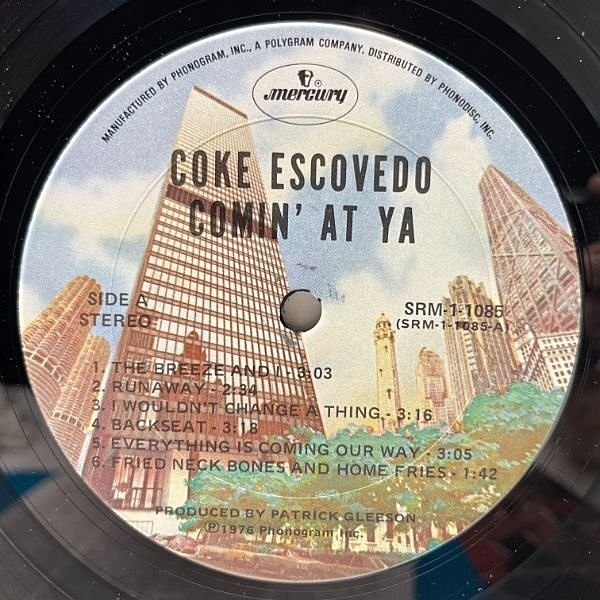 MANUFACTURED BY PHONOGRAM, INC., A POLYGRAM COMPANY. DISTRIBUTED BY PHONODISC, INC.
mercury
COKE ESCOVEDO
COMIN' AT YA
SIDE A
STEREO
SRM-1-1085
(SRM-1-1085-A)
1. THE BREEZE AND I - 3:03
2. RUNAWAY - 2:34
3. I WOULDN'T CHANGE A THING - 3:16
4. BACKSEAT - 3:18
5. EVERYTHING IS COMING OUR WAY - 3:05
6. FRIED NECK BONES AND HOME FRIES - 1:42
PRODUCED BY PATRICK GLEESON
Ⓟ1976 Phonogram Inc.